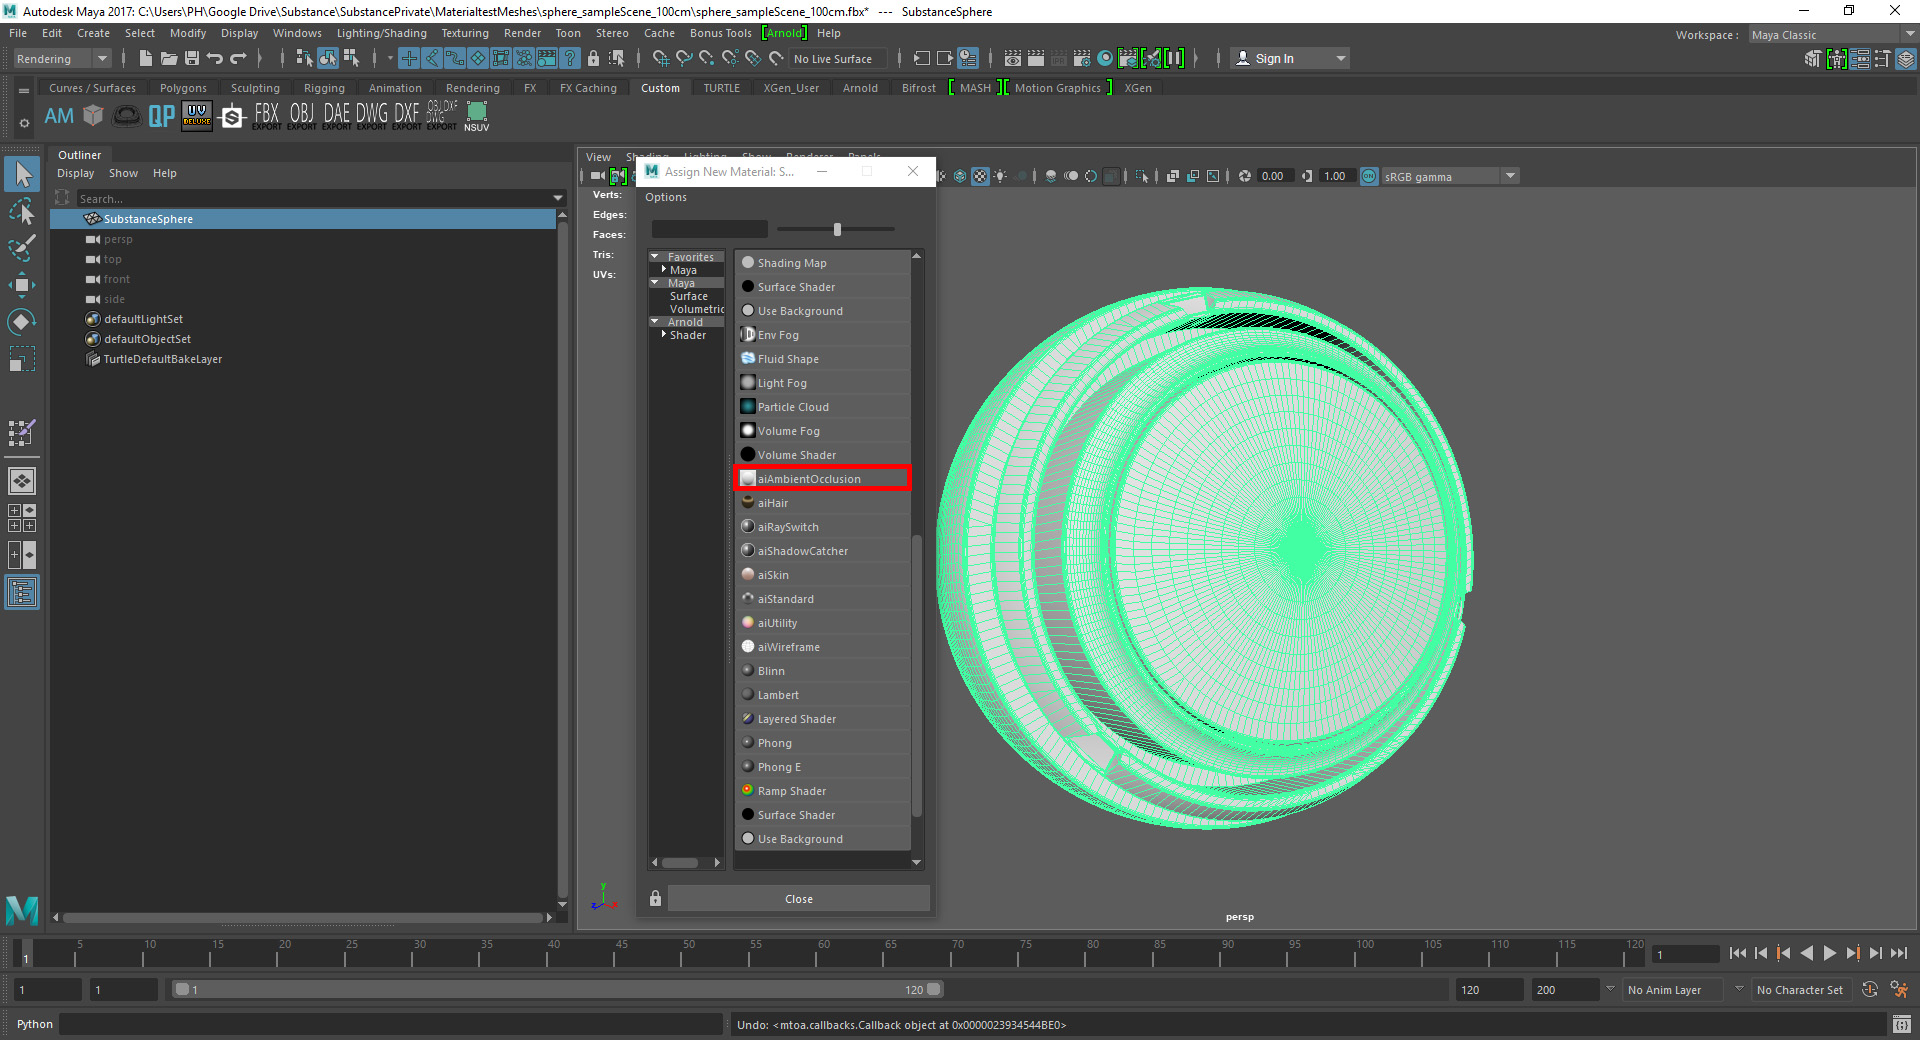 Autodesk Maya 2017: C:\Users\PH\Google Drive\Substance\SubstancePrivate\MaterialtestMeshes\sphere_sampleScene_100cm\sphere_sampleScene_100cm.fbx* --- SubstanceSphere
File Edit Create Select Modify Display Windows Lighting/Shading Texturing Render Toon Stereo Cache Bonus Tools [Arnold] Help
Workspace : Maya Classic
Rendering
No Live Surface
Sign In
Curves / Surfaces Polygons Sculpting Rigging Animation Rendering FX FX Caching Custom TURTLE XGen_User Arnold Bifrost [ MASH ][ Motion Graphics ] XGen
AM QP UV DELUXE FBX OBJ DAE DWG DXF OBJ DXF DWG
EXPORT EXPORT EXPORT EXPORT EXPORT EXPORT NSUV
Outliner
Display Show Help
Search...
SubstanceSphere
persp
top
front
side
defaultLightSet
defaultObjectSet
TurtleDefaultBakeLayer
View Shading Lighting Show Renderer Panels
0.00 1.00 ON sRGB gamma
Verts:
Edges:
Faces:
Tris:
UVs:
Assign New Material: S...
Options
Favorites
Maya
Maya
Surface
Volumetric
Arnold
Shader
Shading Map
Surface Shader
Use Background
Env Fog
Fluid Shape
Light Fog
Particle Cloud
Volume Fog
Volume Shader
aiAmbientOcclusion
aiHair
aiRaySwitch
aiShadowCatcher
aiSkin
aiStandard
aiUtility
aiWireframe
Blinn
Lambert
Layered Shader
Phong
Phong E
Ramp Shader
Surface Shader
Use Background
Close
y
z x
persp
5 10 15 20 25 30 35 40 45 50 55 60 65 70 75 80 85 90 95 100 105 110 115 120
1
1
1 1 1 120 120 200 No Anim Layer No Character Set
Python
Undo: <mtoa.callbacks.Callback object at 0x0000023934544BE0>